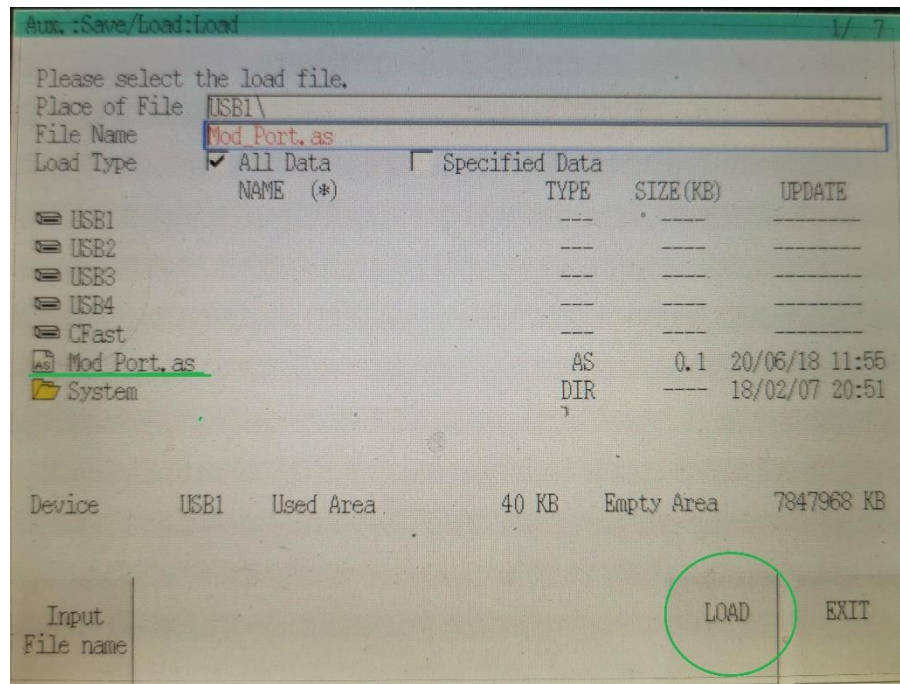 Aux. :Save/Load:Load 1/ 7
Please select the load file.
Place of File USB1\
File Name Mod_Port.as
Load Type All Data Specified Data
NAME (*) TYPE SIZE(KB) UPDATE
USB1 --- ---- --------
USB2 --- ---- --------
USB3 --- ---- --------
USB4 --- ---- --------
CFast --- ---- --------
AS Mod_Port.as AS 0.1 20/06/18 11:55
System DIR ---- 18/02/07 20:51
Device USB1 Used Area 40 KB Empty Area 7847968 KB
Input LOAD EXIT
File name